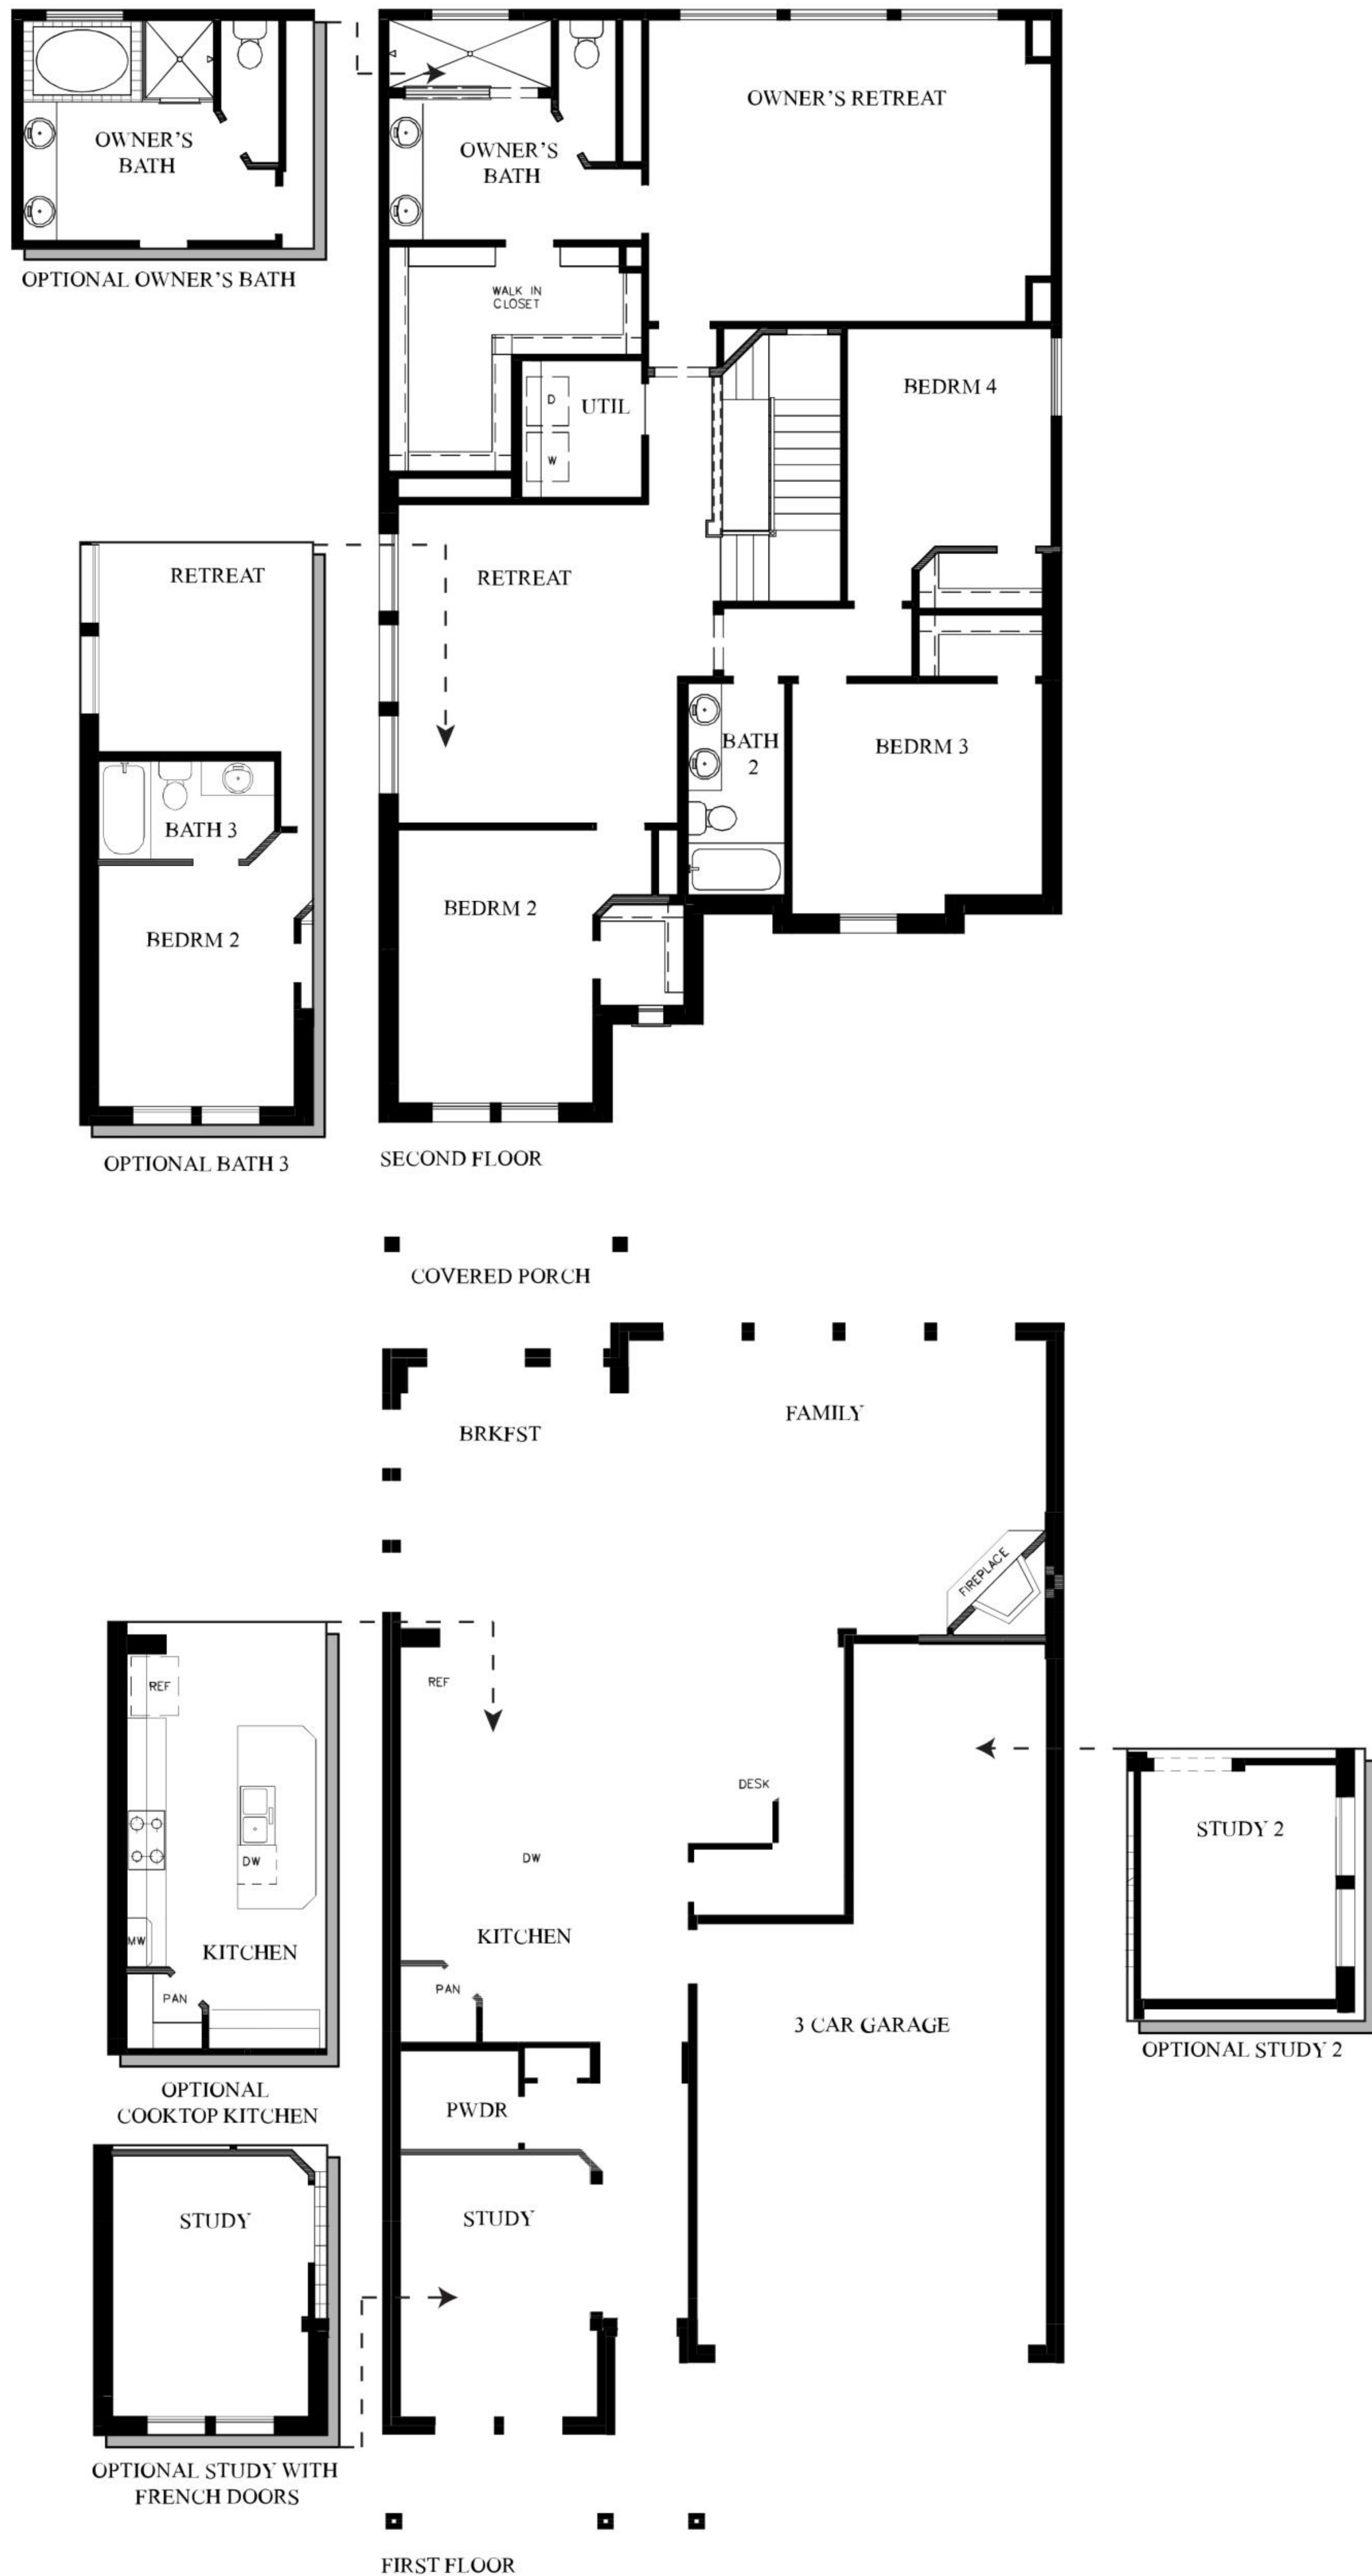 OWNER'S
BATH
OPTIONAL OWNER'S BATH
OWNER'S
BATH
OWNER'S RETREAT
WALK IN
CLOSET
D
W
UTIL
BEDRM 4
RETREAT
BATH
2
BEDRM 3
BEDRM 2
SECOND FLOOR
RETREAT
BATH 3
BEDRM 2
OPTIONAL BATH 3
COVERED PORCH
BRKFST
FAMILY
FIREPLACE
REF
DESK
DW
KITCHEN
PAN
3 CAR GARAGE
PWDR
STUDY
FIRST FLOOR
REF
DW
MW
KITCHEN
PAN
OPTIONAL
COOKTOP KITCHEN
STUDY 2
OPTIONAL STUDY 2
STUDY
OPTIONAL STUDY WITH
FRENCH DOORS